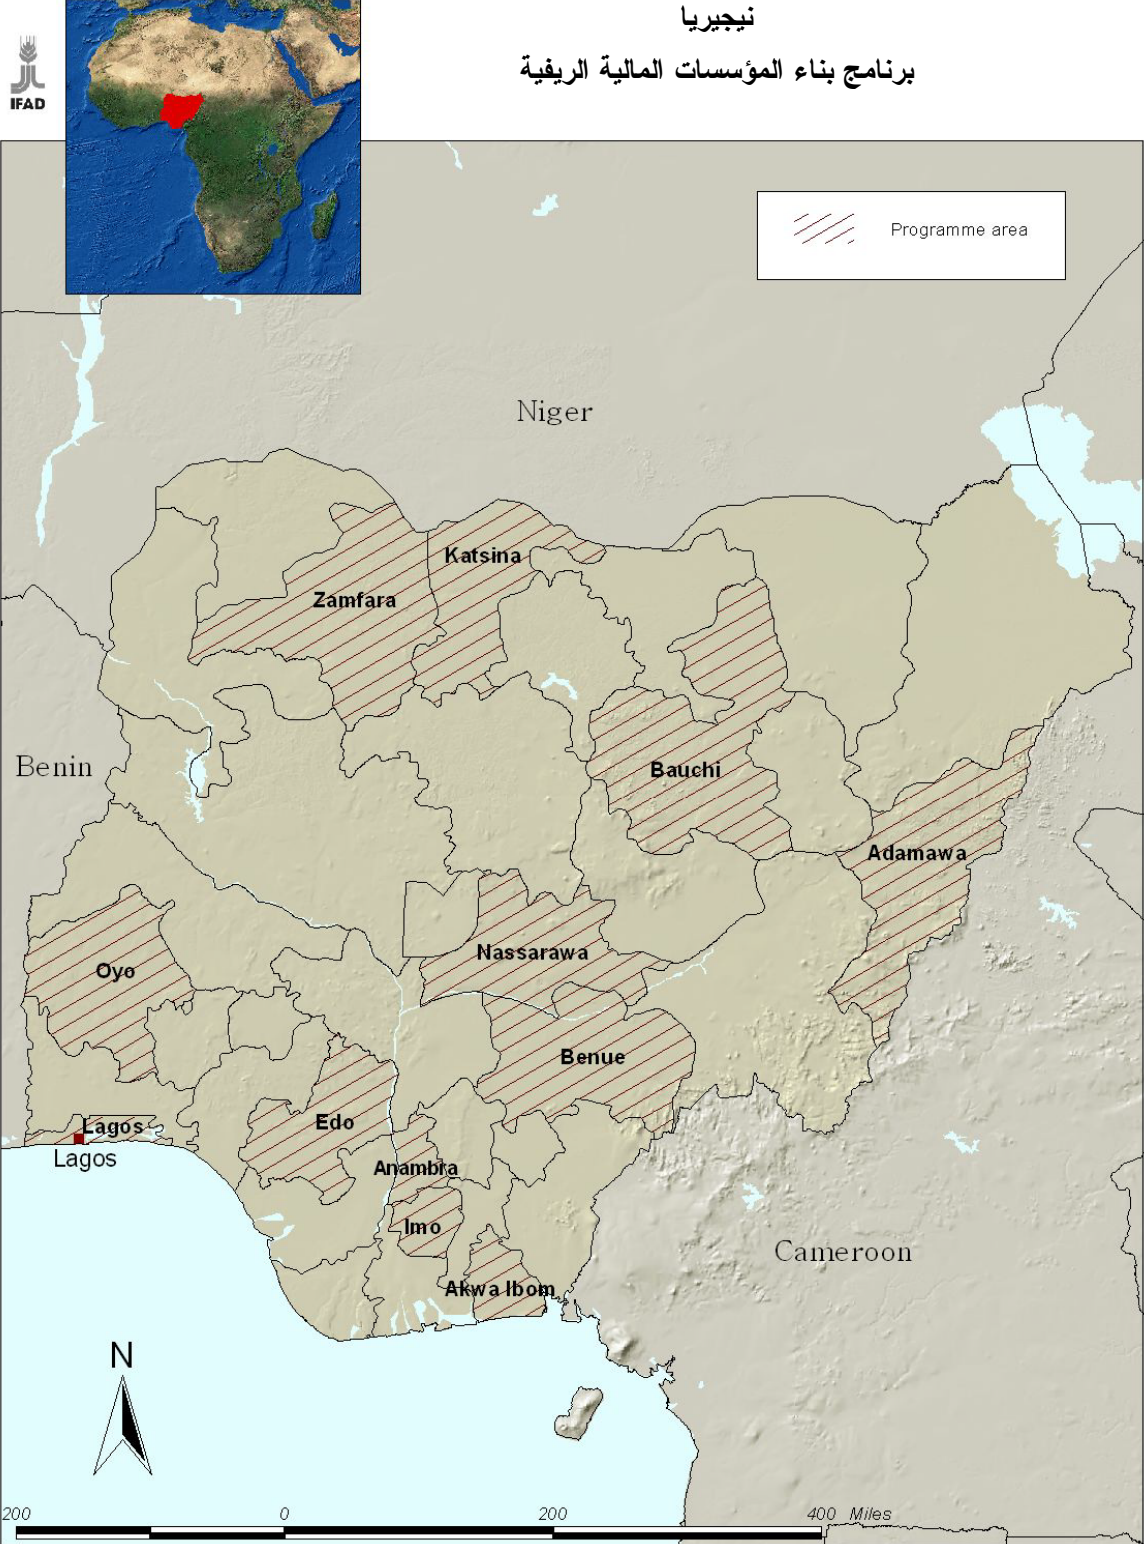 نيجيريا
برنامج بناء المؤسسات المالية الريفية
IFAD
Programme area
Niger
Katsina
Zamfara
Benin
Bauchi
Adamawa
Nassarawa
Oyo
Benue
Edo
Lagos
Lagos
Anambra
Imo
Cameroon
Akwa Ibom
N
200 0 200 400 Miles